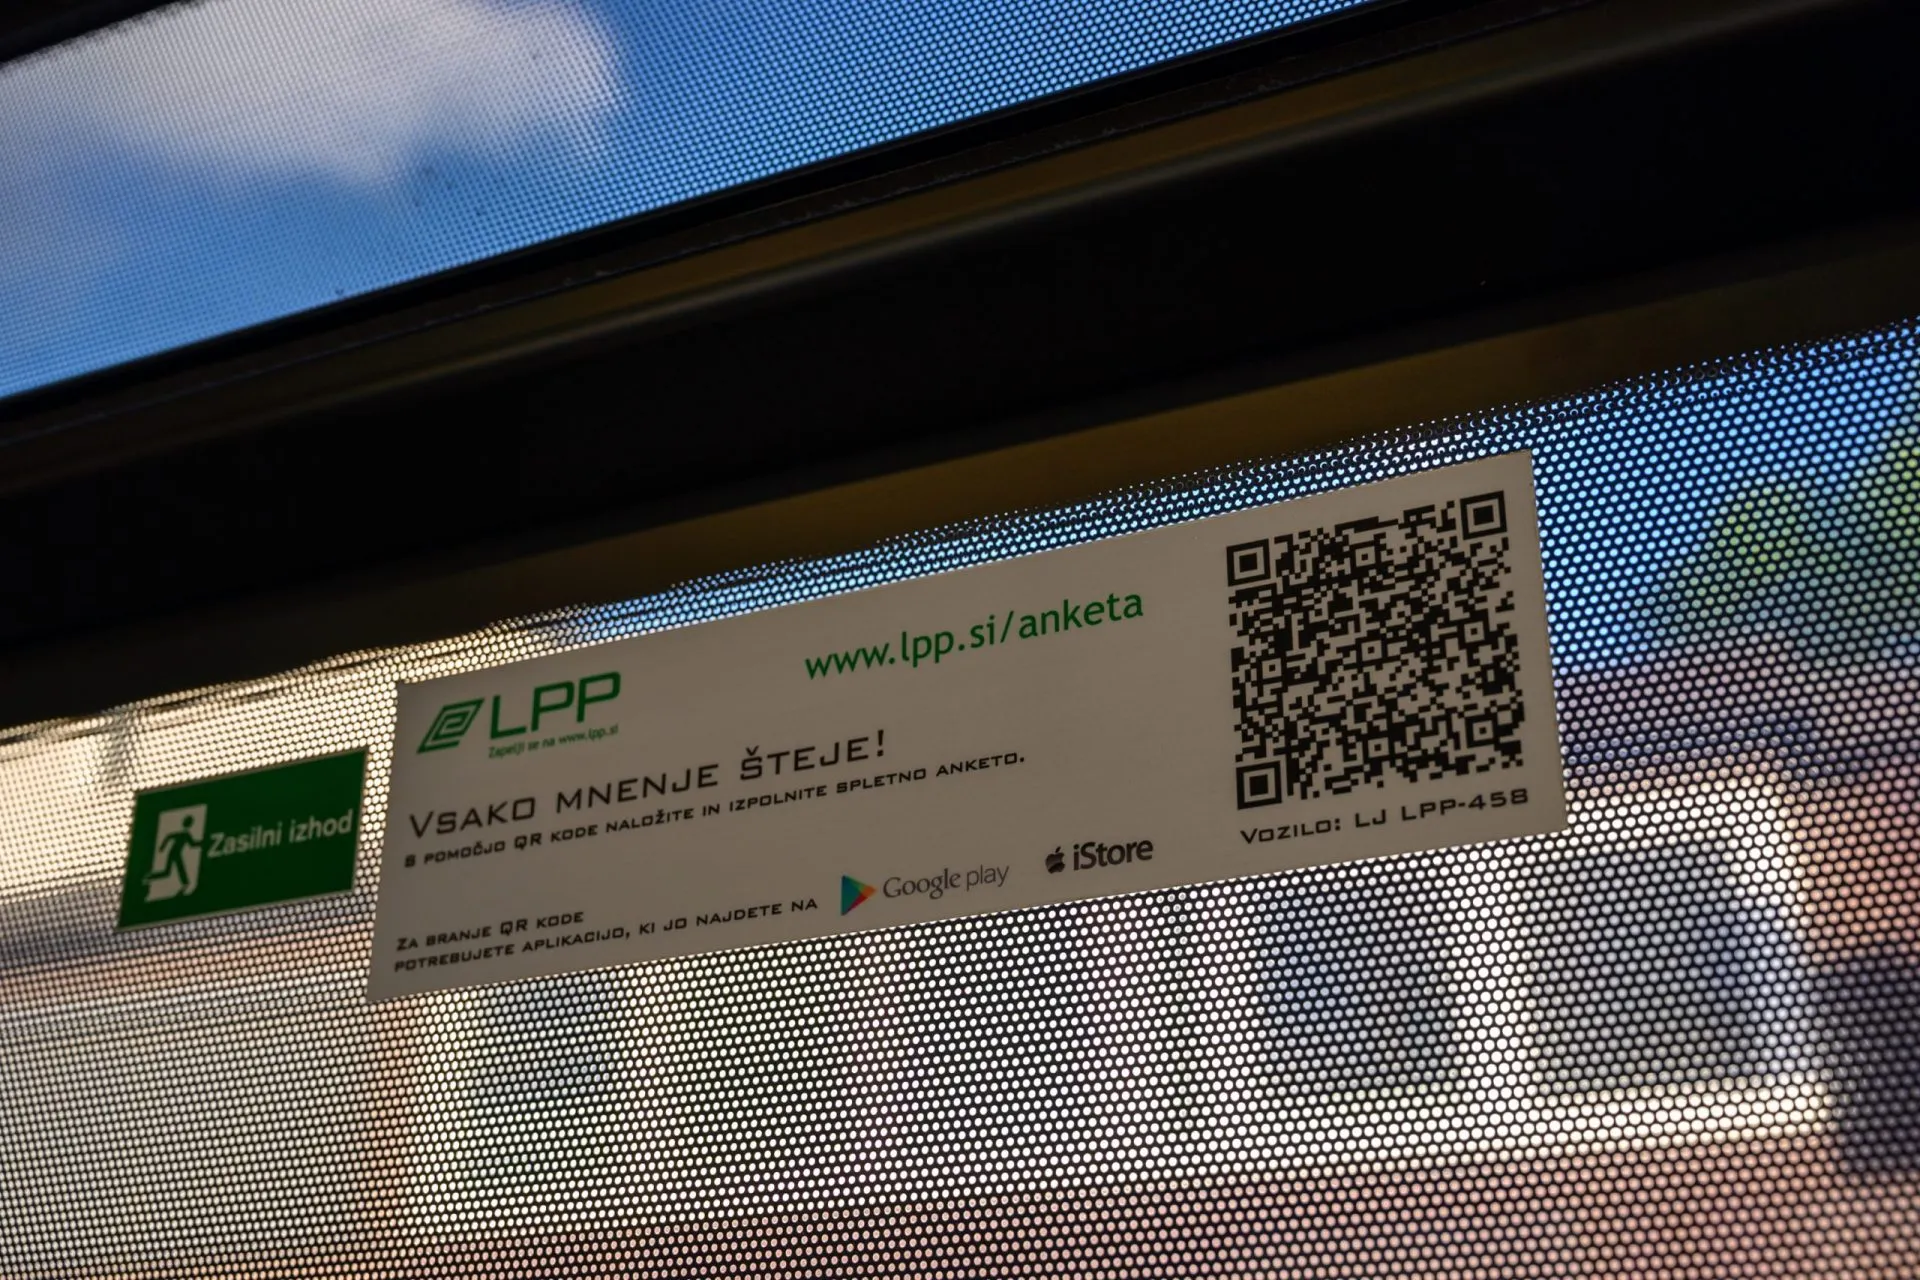 Zasilni izhod
LPP
Zapelji se na www.lpp.si
www.lpp.si/anketa
Vsako mnenje šteje!
s pomočjo QR kode naložite in izpolnite spletno anketo.
Za branje QR kode
potrebujete aplikacijo, ki jo najdete na
Google play
iStore
Vozilo: LJ LPP-458